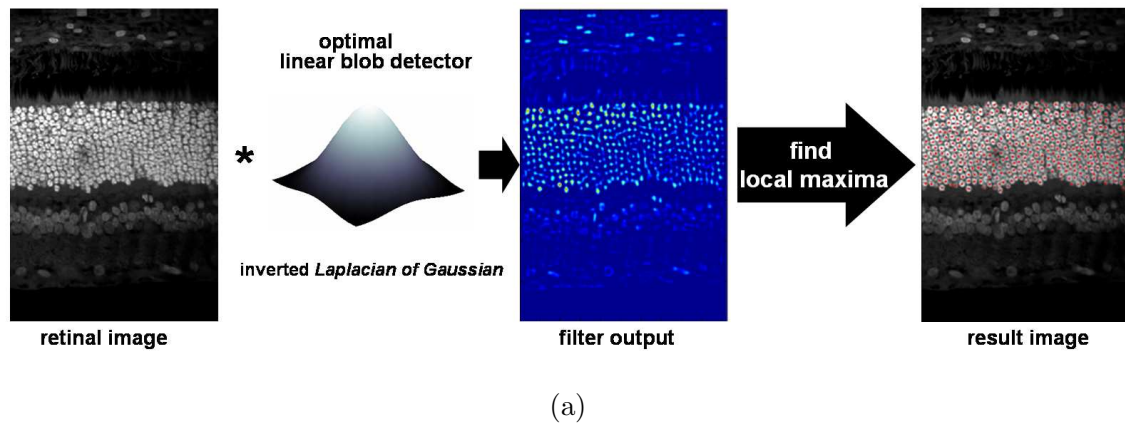 optimal
linear blob detector
*
inverted Laplacian of Gaussian
find
local maxima
retinal image
filter output
result image
(a)